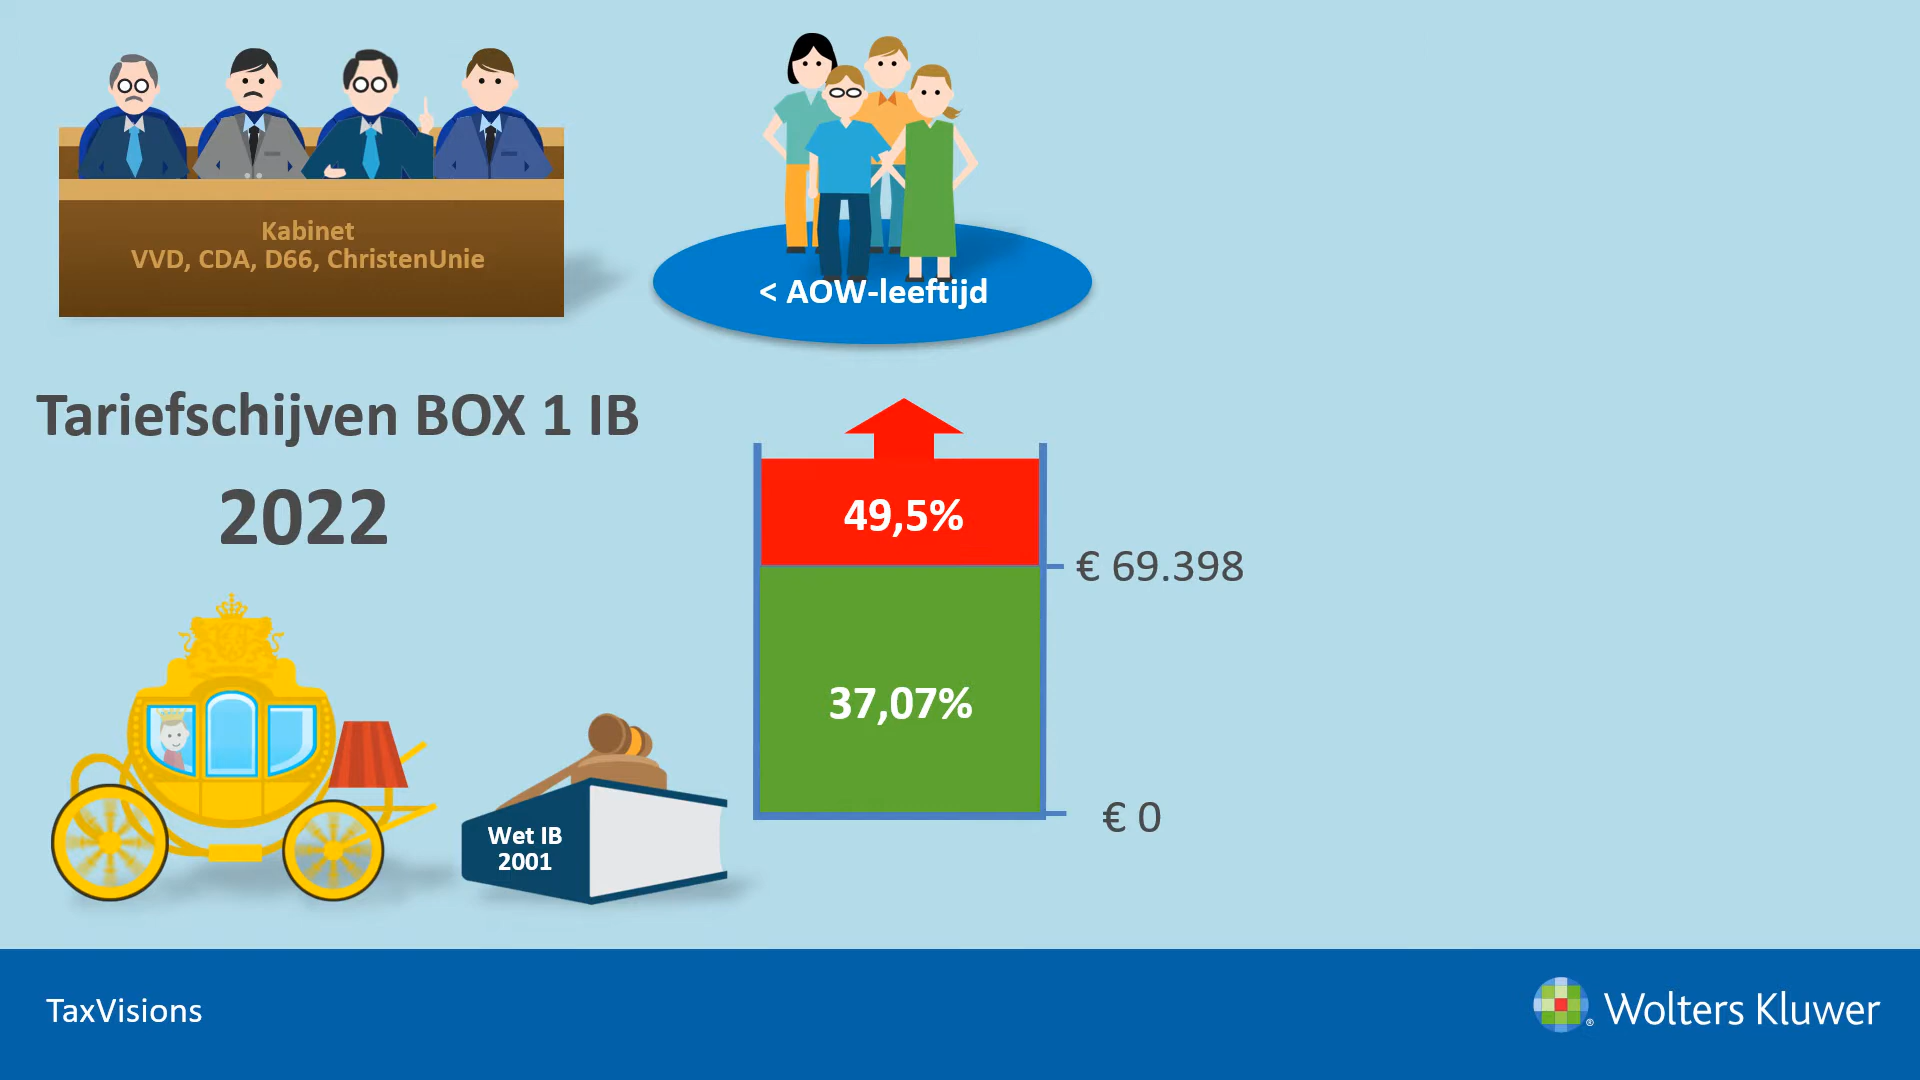 Kabinet
VVD, CDA, D66, ChristenUnie
< AOW-leeftijd
Tariefschijven BOX 1 IB
2022
49,5%
€ 69.398
37,07%
€ 0
Wet IB
2001
TaxVisions
® Wolters Kluwer